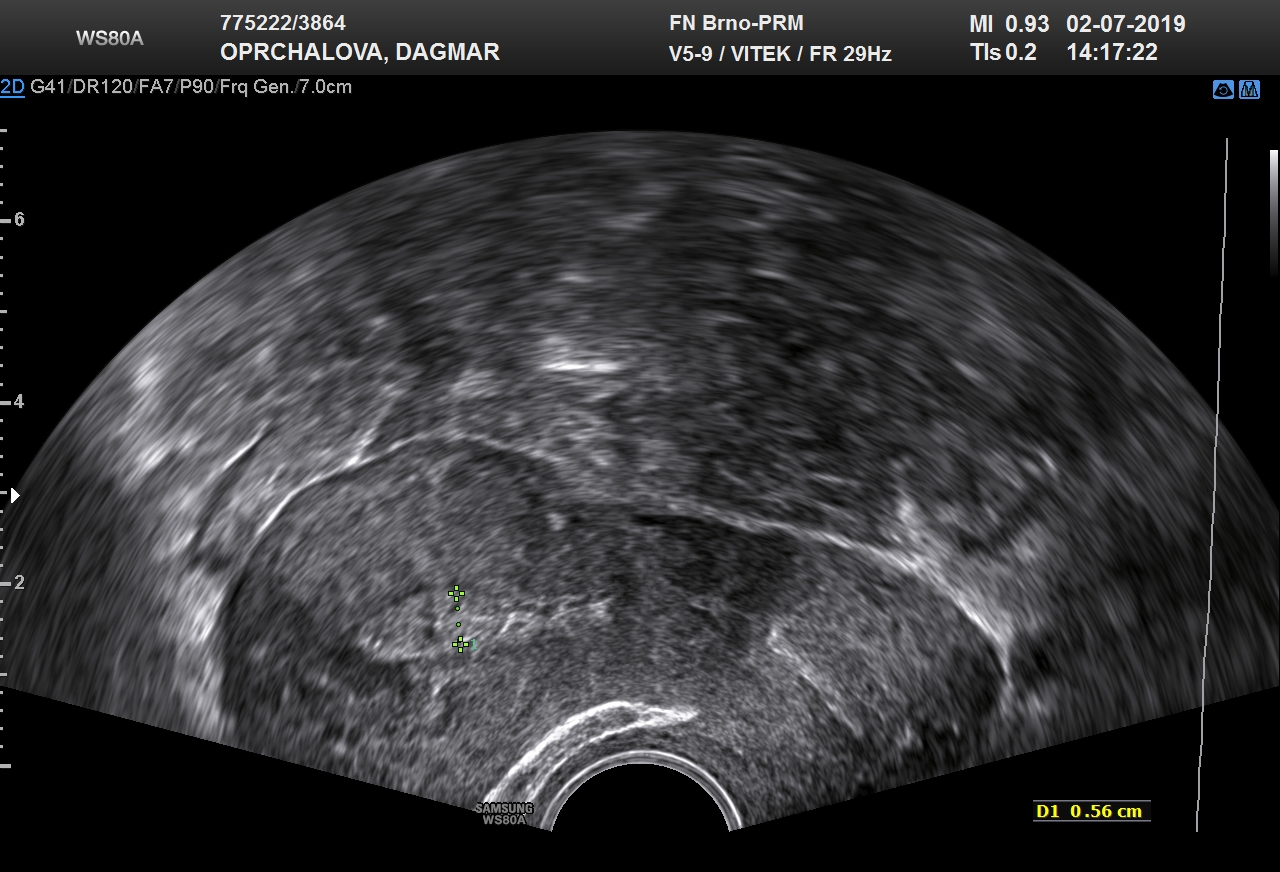 WS80A
775222/3864
OPRCHALOVA, DAGMAR
FN Brno-PRM
V5-9 / VITEK / FR 29Hz
MI 0.93 02-07-2019
TIs 0.2 14:17:22
2D G41/DR120/FA7/P90/Frq Gen./7.0cm
M
6
4
2
1
SAMSUNG
WS80A
D1 0.56 cm